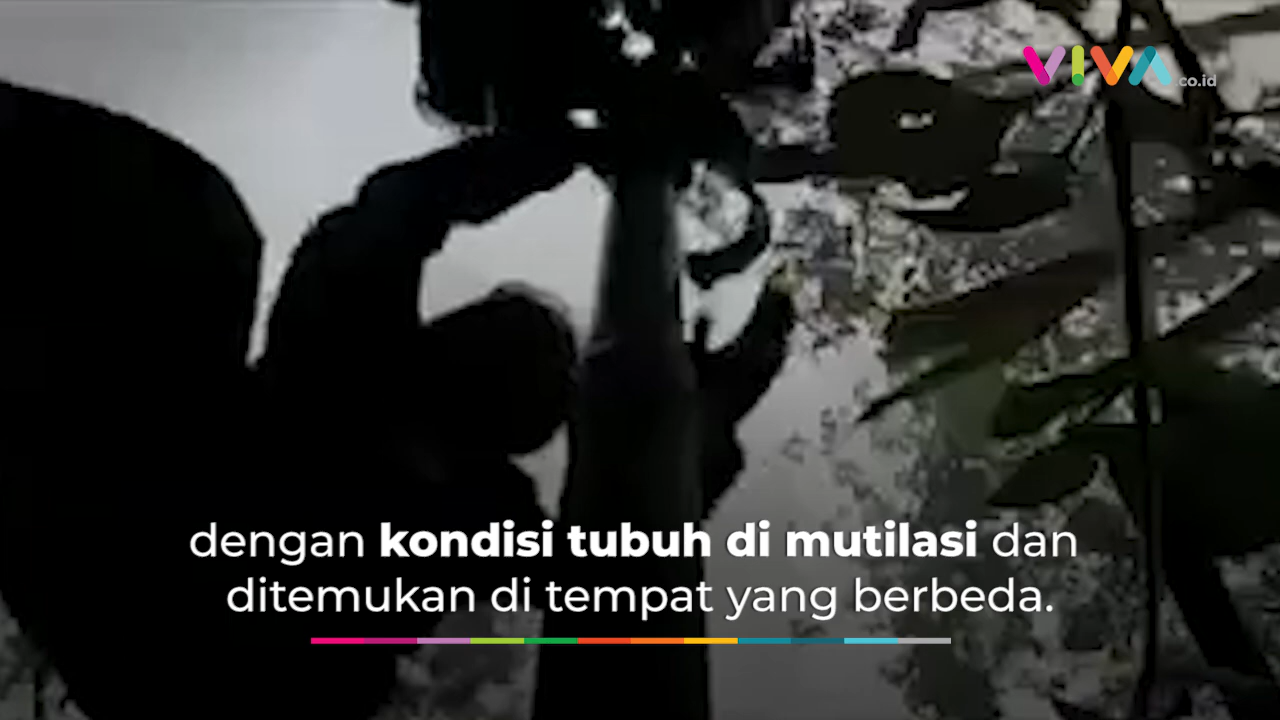 VIVA.co.id
dengan kondisi tubuh di mutilasi dan
ditemukan di tempat yang berbeda.